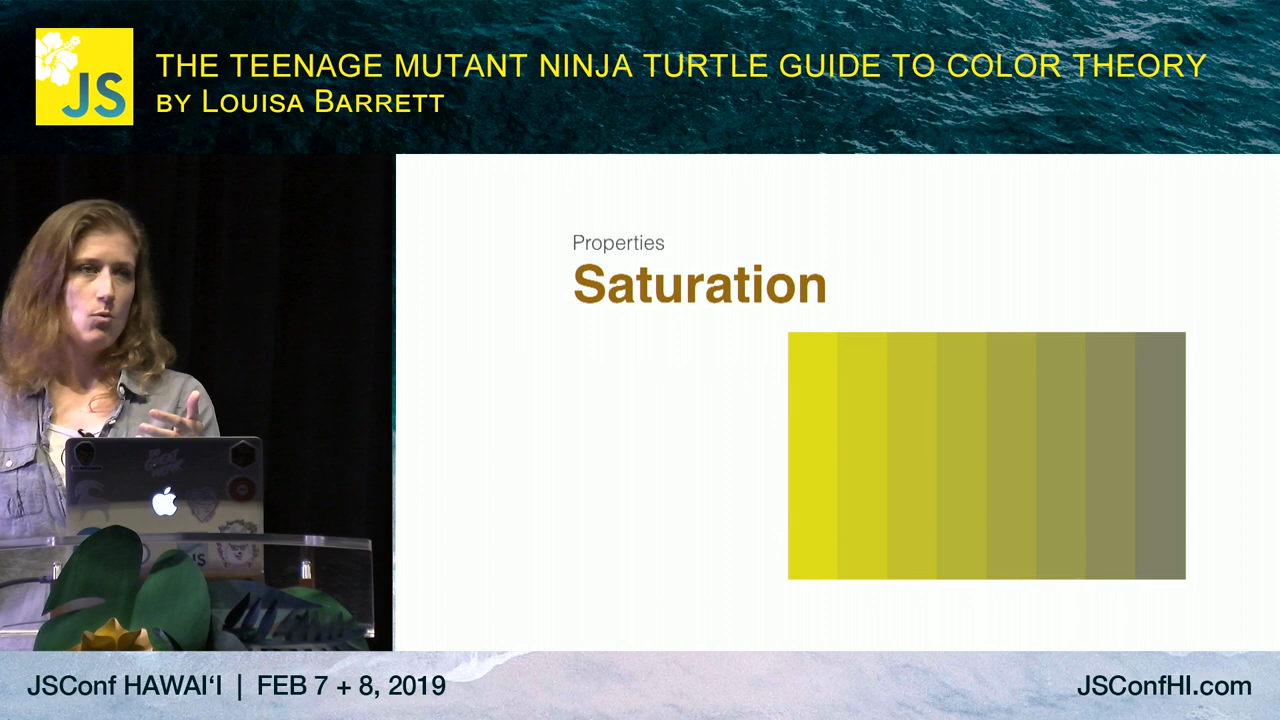 JS
THE TEENAGE MUTANT NINJA TURTLE GUIDE TO COLOR THEORY
BY LOUISA BARRETT
Properties
Saturation
JS
JSConf HAWAI‘I | FEB 7 + 8, 2019
JSConfHI.com